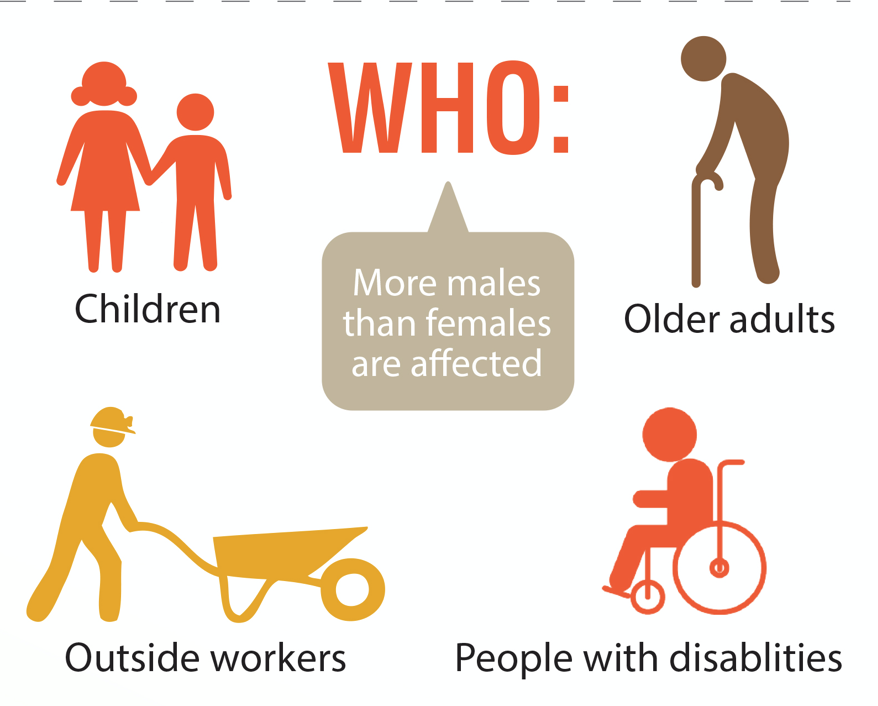 WHO:
Children
More males
than females
are affected
Older adults
Outside workers
People with disablities